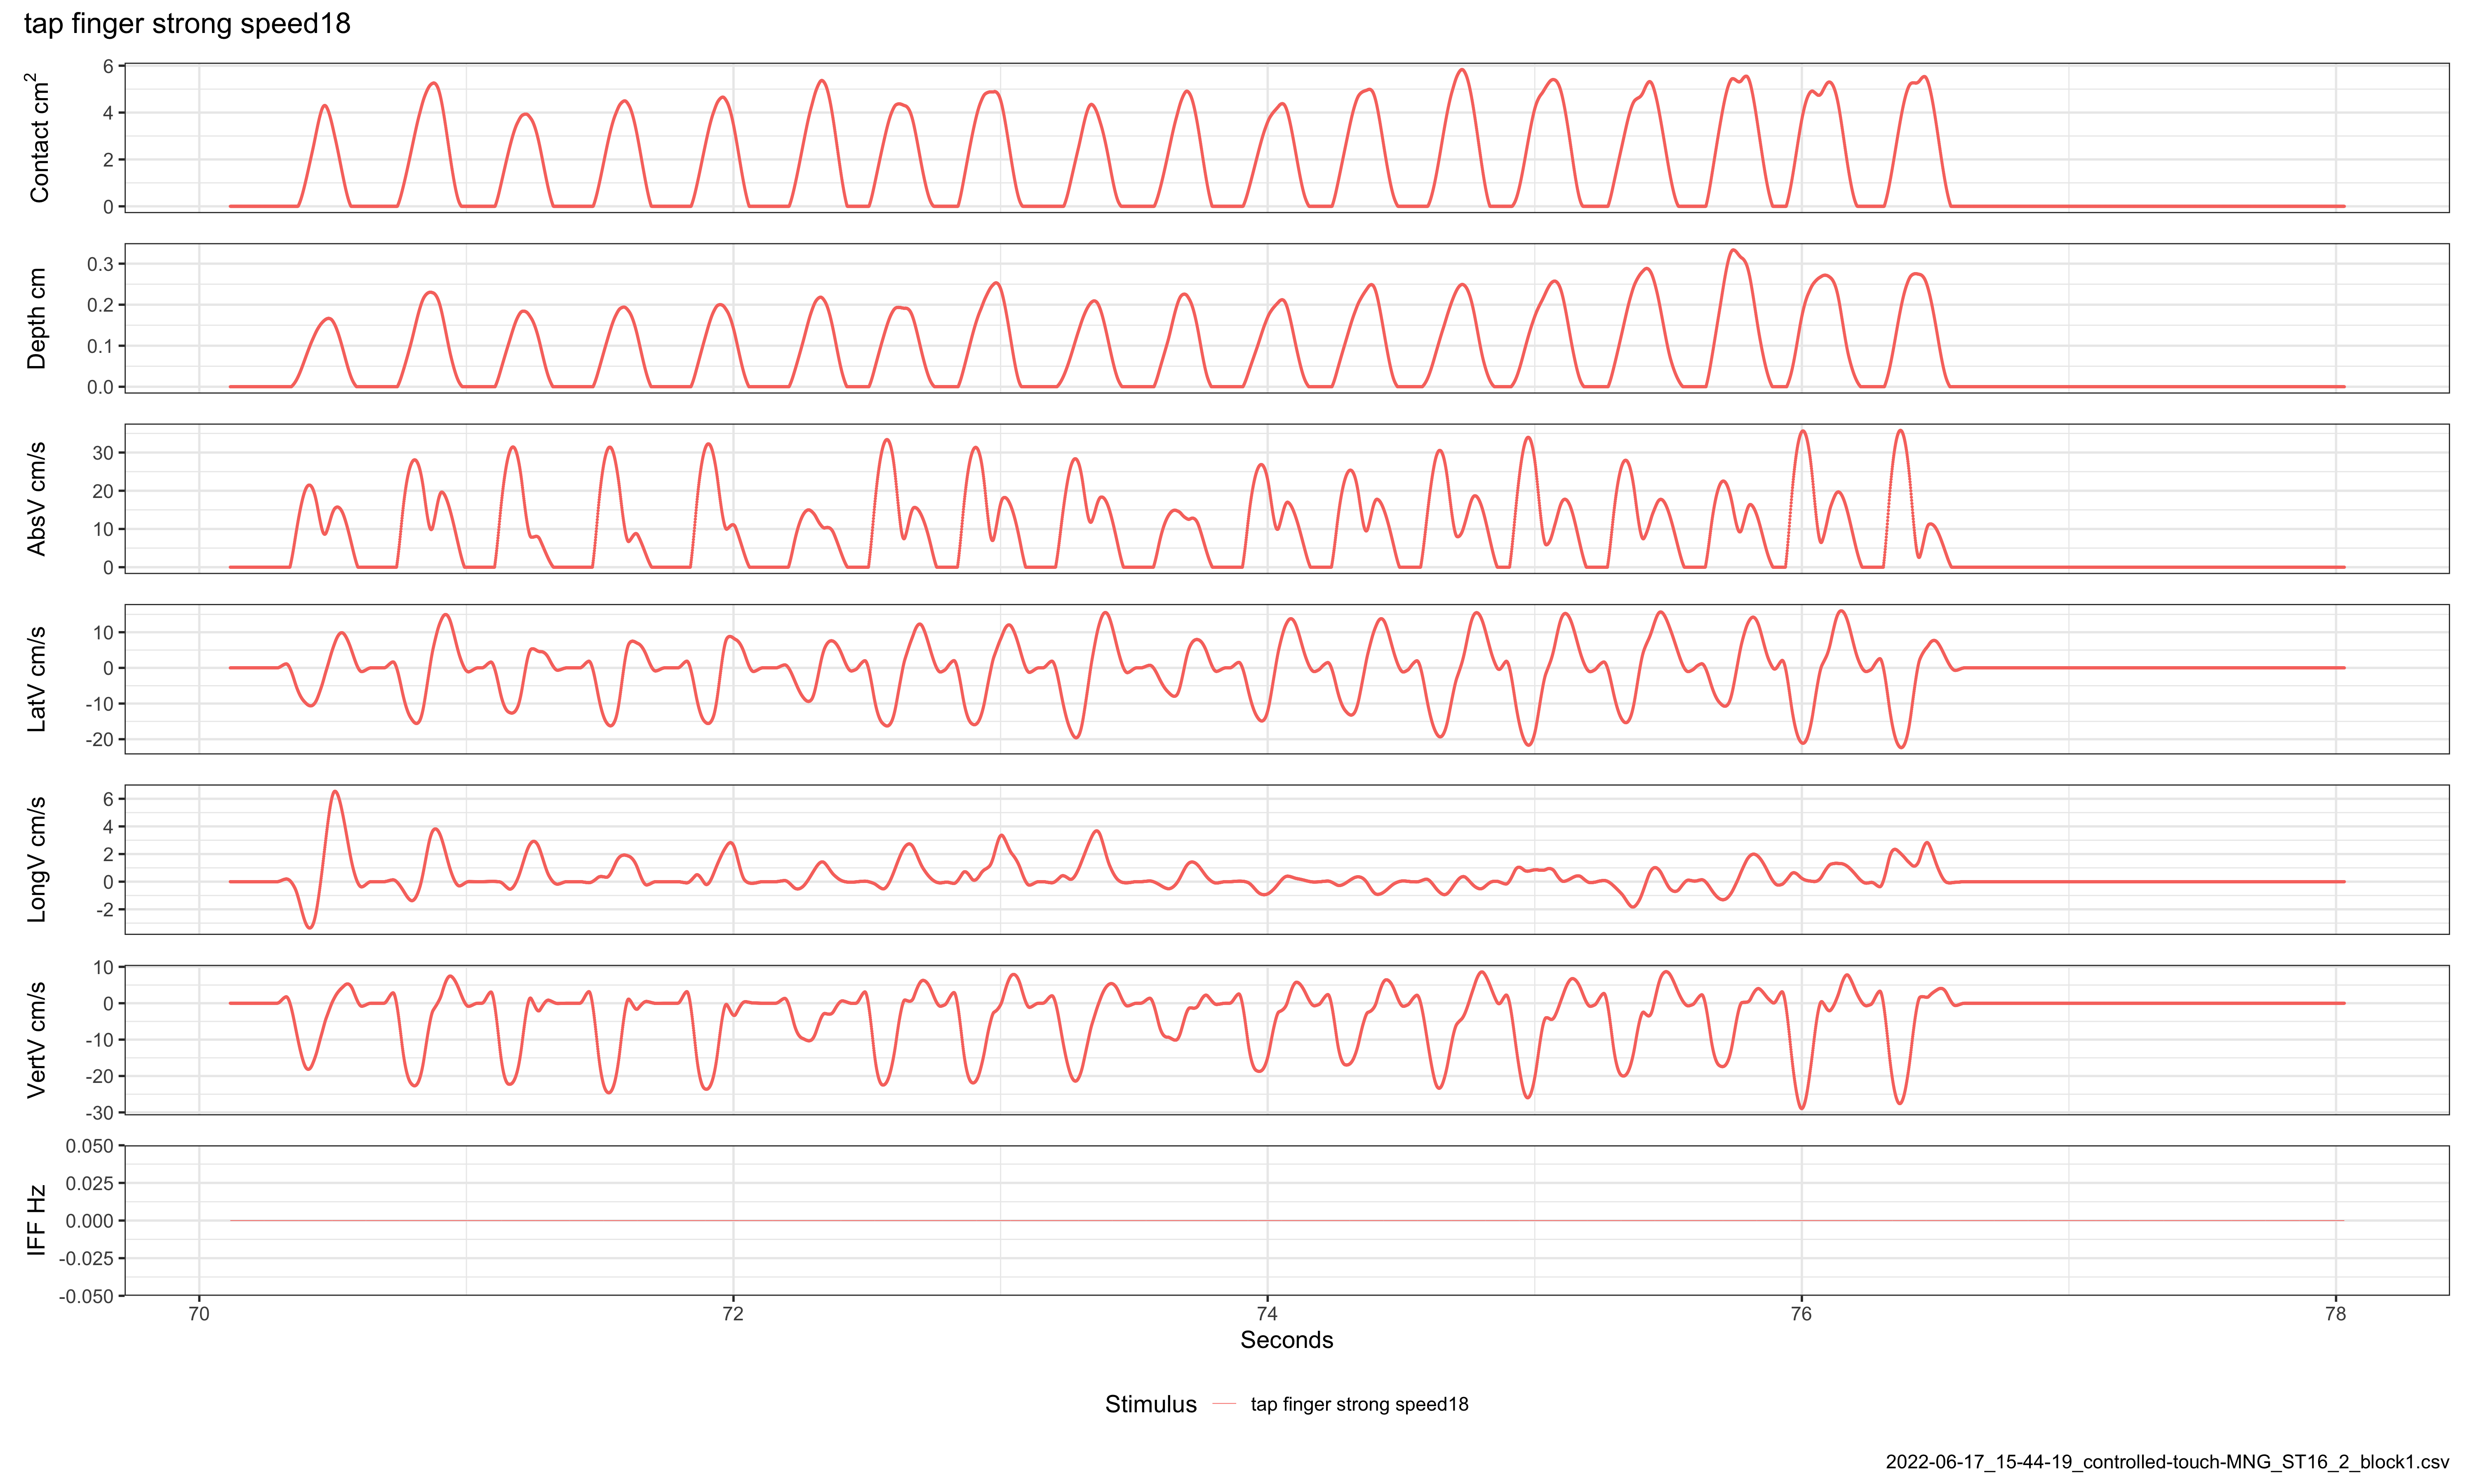 tap finger strong speed18
Contact cm²
6
4
2
0
Depth cm
0.3
0.2
0.1
0.0
AbsV cm/s
30
20
10
0
LatV cm/s
10
0
-10
-20
LongV cm/s
6
4
2
0
-2
VertV cm/s
10
0
-10
-20
-30
IFF Hz
0.050
0.025
0.000
-0.025
-0.050
70 72 74 76 78
Seconds
Stimulus tap finger strong speed18
2022-06-17_15-44-19_controlled-touch-MNG_ST16_2_block1.csv